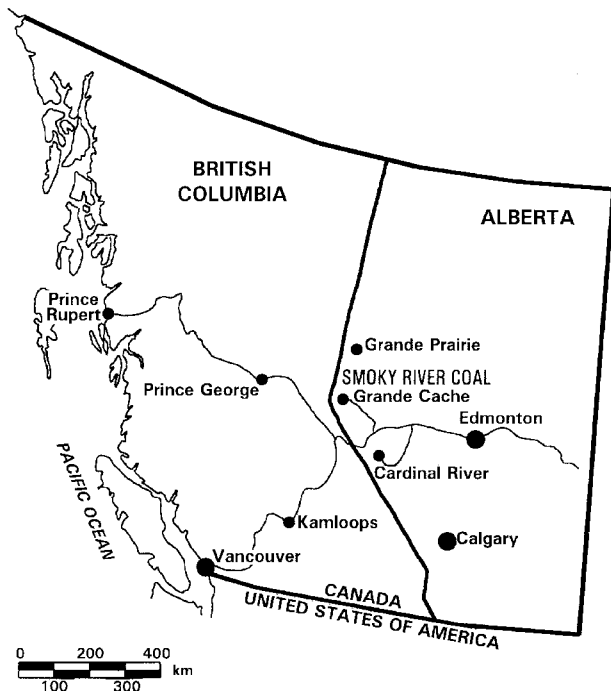 BRITISH
COLUMBIA
ALBERTA
Prince
Rupert
Grande Prairie
Prince George
SMOKY RIVER COAL
Grande Cache
Edmonton
Cardinal River
PACIFIC OCEAN
Kamloops
Calgary
Vancouver
CANADA
UNITED STATES OF AMERICA
0 200 400
km
100 300